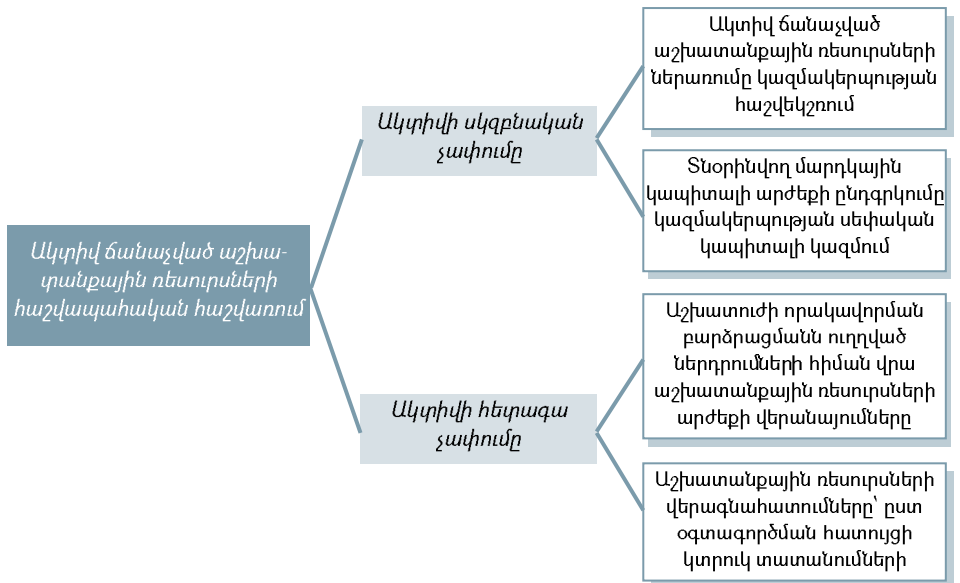 Ակտիվ ճանաչված աշխա-
տանքային ռեսուրսների
հաշվապահական հաշվառում
Ակտիվի սկզբնական
չափումը
Ակտիվ ճանաչված
աշխատանքային ռեսուրսների
ներառումը կազմակերպության
հաշվեկշռում
Տնօրինվող մարդկային
կապիտալի արժեքի ընդգրկումը
կազմակերպության սեփական
կապիտալի կազմում
Ակտիվի հետագա
չափումը
Աշխատուժի որակավորման
բարձրացմանն ուղղված
ներդրումների հիման վրա
աշխատանքային ռեսուրսների
արժեքի վերանայումները
Աշխատանքային ռեսուրսների
վերագնահատումները՝ ըստ
օգտագործման հատույցի
կտրուկ տատանումների